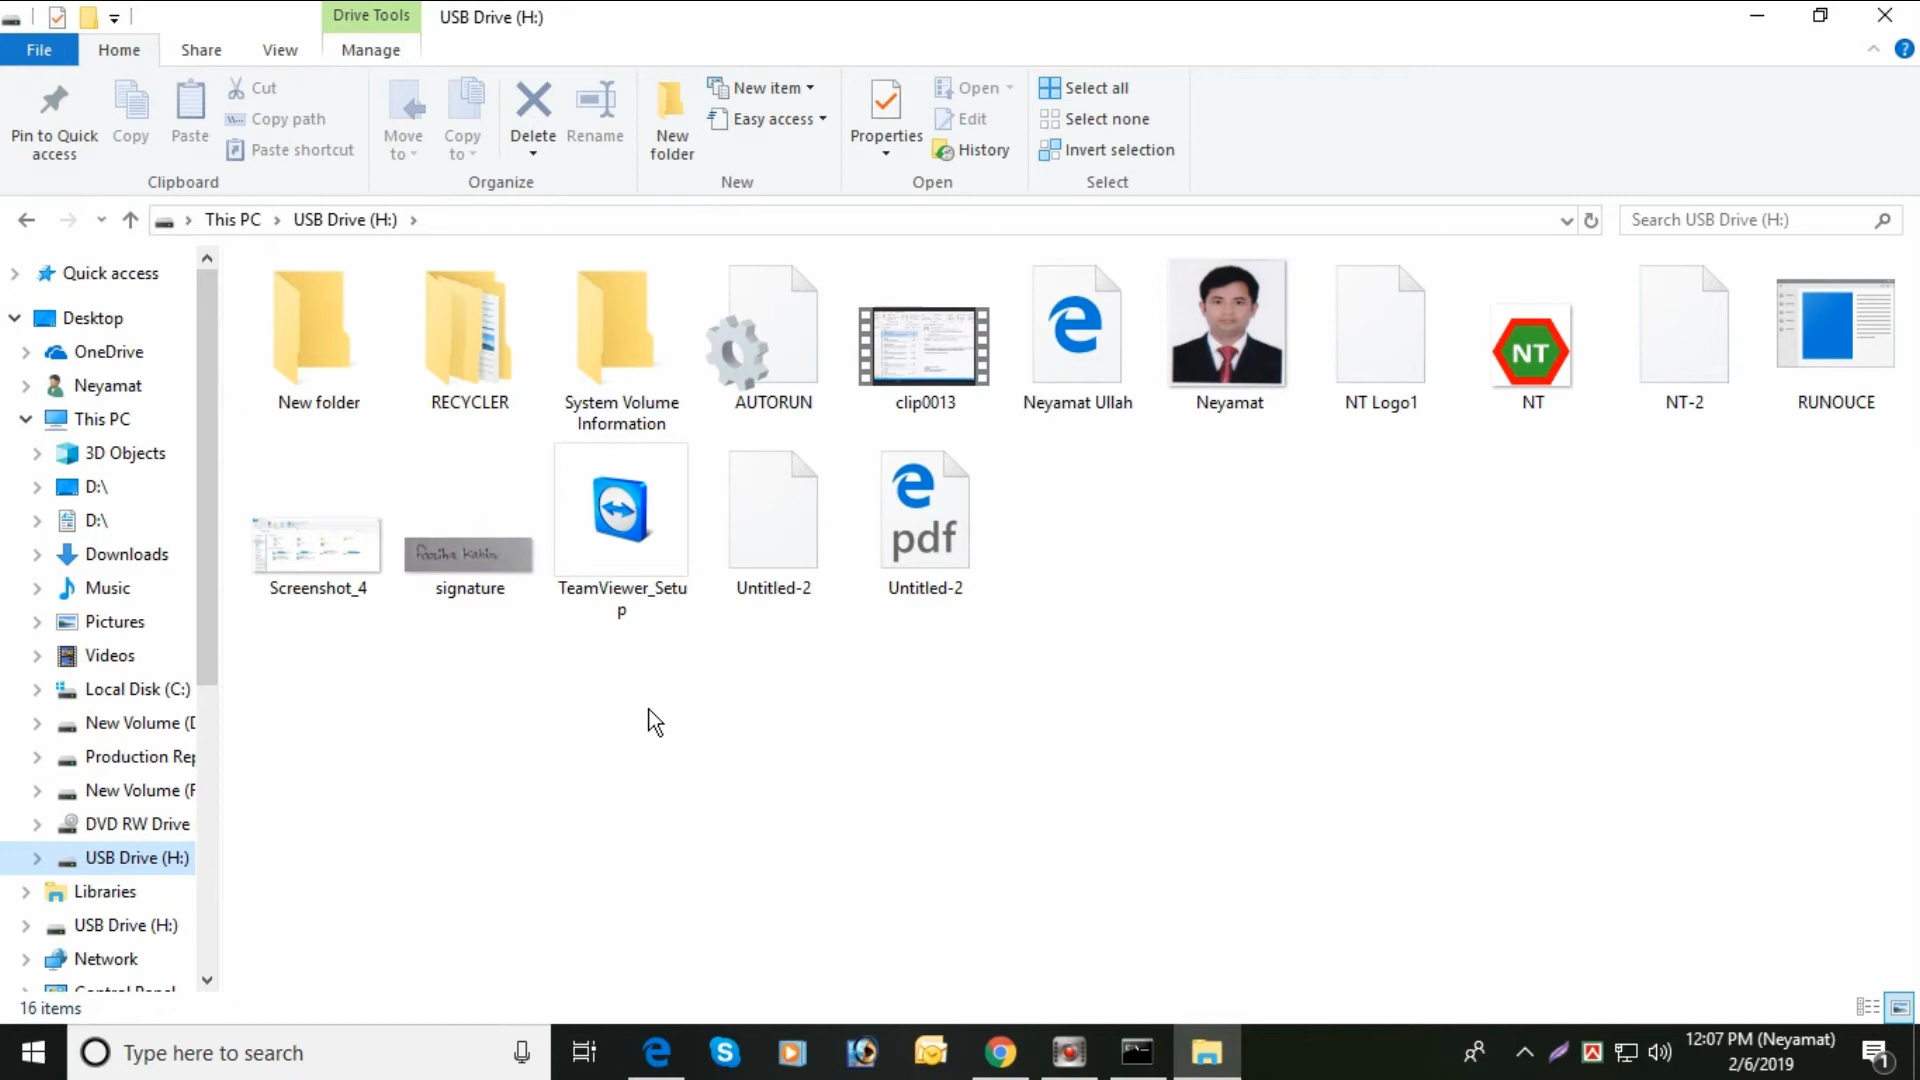 Drive Tools
USB Drive (H:)
File
Home
Share
View
Manage
Pin to Quick
access
Copy
Paste
Cut
Copy path
Paste shortcut
Move
to
Copy
to
Delete
Rename
New
folder
New item
Easy access
Properties
Open
Edit
History
Select all
Select none
Invert selection
Clipboard
Organize
New
Open
Select
This PC
USB Drive (H:)
Search USB Drive (H:)
Quick access
Desktop
OneDrive
Neyamat
This PC
3D Objects
D:\
D:\
Downloads
Music
Pictures
Videos
Local Disk (C:)
New Volume (D
Production Rep
New Volume (F
DVD RW Drive
USB Drive (H:)
Libraries
USB Drive (H:)
Network
Control Panel
New folder
RECYCLER
System Volume
Information
AUTORUN
clip0013
Neyamat Ullah
Neyamat
NT Logo1
NT
NT
NT-2
RUNOUCE
Screenshot_4
signature
TeamViewer_Setu
p
Untitled-2
pdf
Untitled-2
16 items
Type here to search
12:07 PM (Neyamat)
2/6/2019
1